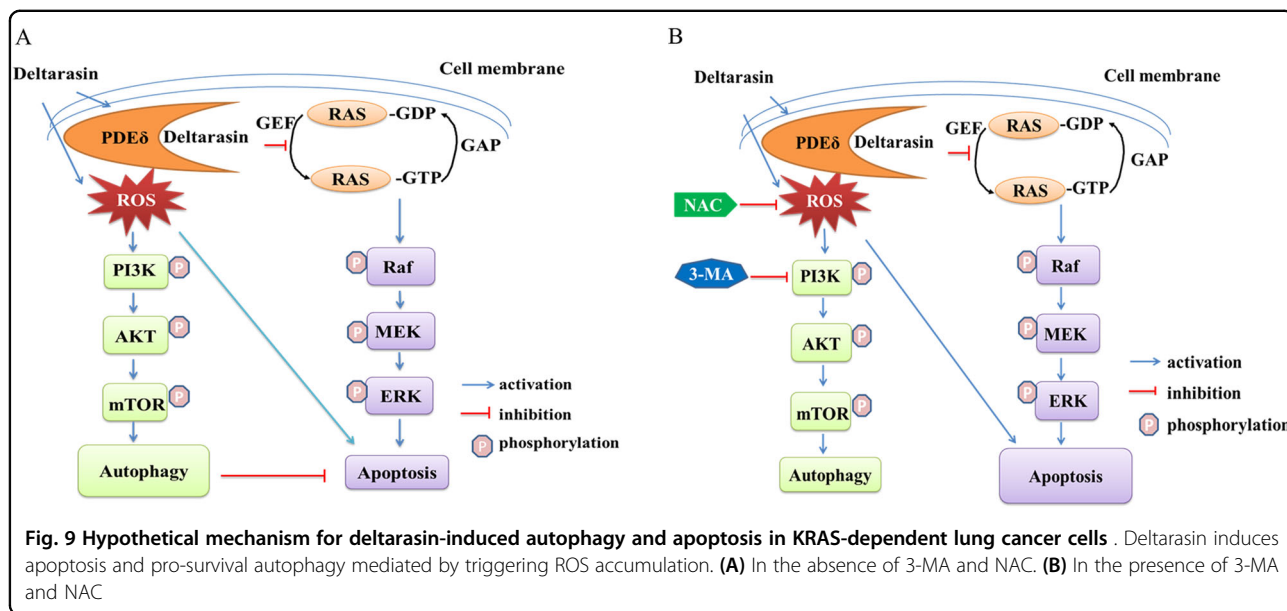 A
Deltarasin
Cell membrane
PDEδ
Deltarasin
GEF
RAS
-GDP
GAP
RAS
-GTP
ROS
PI3K
P
Raf
P
AKT
P
MEK
P
mTOR
P
ERK
P
activation
inhibition
P
phosphorylation
Autophagy
Apoptosis
B
Deltarasin
Cell membrane
PDEδ
Deltarasin
GEF
RAS
-GDP
GAP
RAS
-GTP
NAC
ROS
3-MA
PI3K
P
Raf
P
AKT
P
MEK
P
mTOR
P
ERK
P
activation
inhibition
P
phosphorylation
Autophagy
Apoptosis
Fig. 9 Hypothetical mechanism for deltarasin-induced autophagy and apoptosis in KRAS-dependent lung cancer cells . Deltarasin induces
apoptosis and pro-survival autophagy mediated by triggering ROS accumulation. (A) In the absence of 3-MA and NAC. (B) In the presence of 3-MA
and NAC